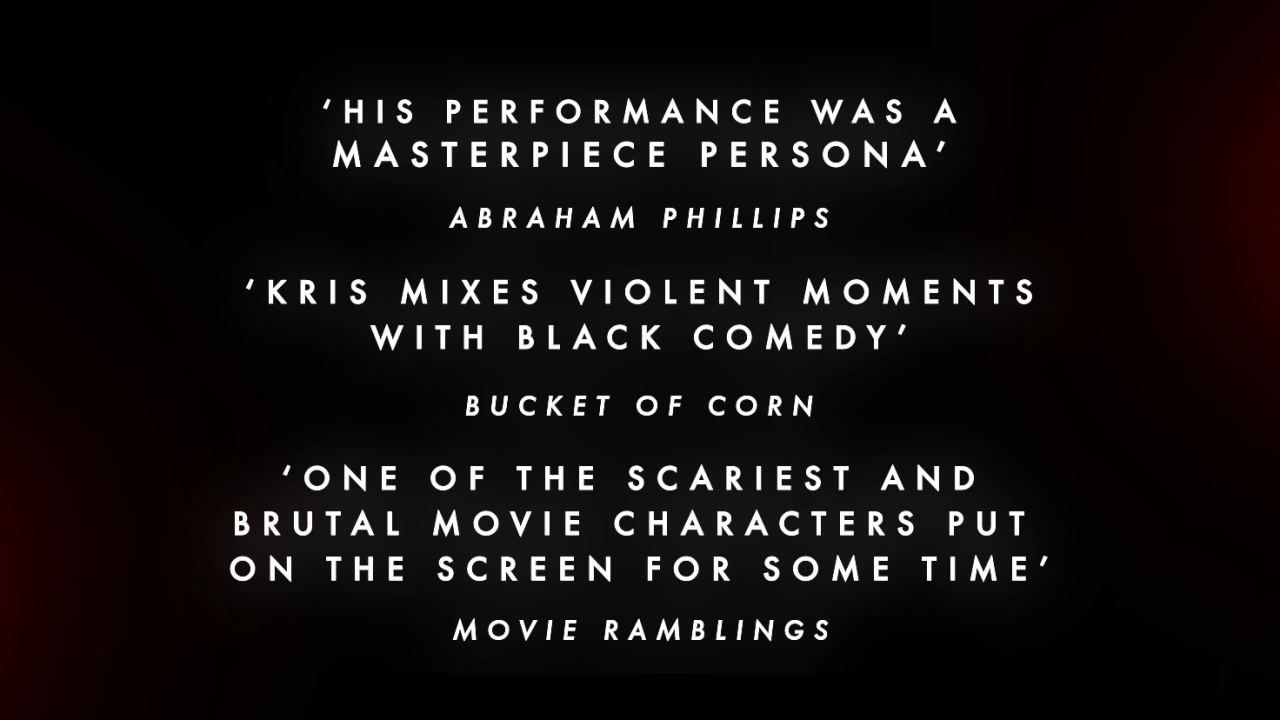 ‘HIS PERFORMANCE WAS A
MASTERPIECE PERSONA’
ABRAHAM PHILLIPS
‘KRIS MIXES VIOLENT MOMENTS
WITH BLACK COMEDY’
BUCKET OF CORN
‘ONE OF THE SCARIEST AND
BRUTAL MOVIE CHARACTERS PUT
ON THE SCREEN FOR SOME TIME’
MOVIE RAMBLINGS